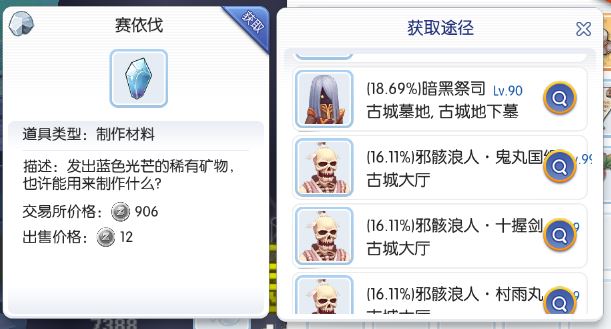 赛依伐
获取
道具类型：制作材料
描述：发出蓝色光芒的稀有矿物，
也许能用来制作什么?
交易所价格： 906
出售价格： 12
获取途径
(18.69%)暗黑祭司 Lv.90
古城墓地, 古城地下墓
(16.11%)邪骸浪人·鬼丸国 v.99
古城大厅
(16.11%)邪骸浪人·十握剑 9
古城大厅
(16.11%)邪骸浪人·村雨丸 9
7388